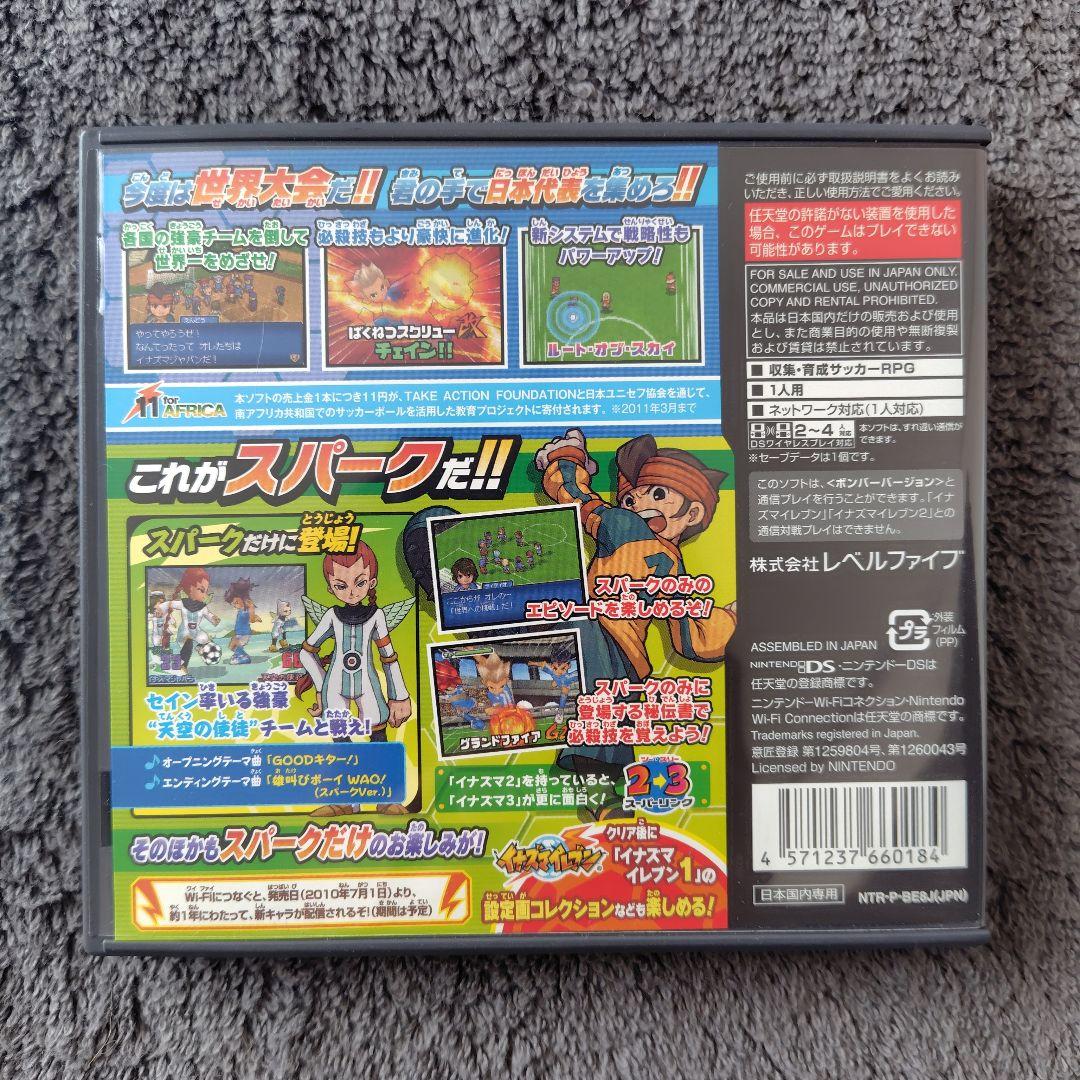 今度は世界大会だ!! 君の手で日本代表を集めろ!!
各国の強豪チームを倒して
世界一をめざせ!
やってやろうぜ!
なんてったって オレたちは
イナズマジャパンだ!
必殺技もより豪快に進化!
ばくねつスクリューEX
チェイン!!
新システムで戦略性も
パワーアップ!
ルート・オブ・スカイ
11 for AFRICA
本ソフトの売上金1本につき11円が、TAKE ACTION FOUNDATIONと日本ユニセフ協会を通じて、
南アフリカ共和国でのサッカーボールを活用した教育プロジェクトに寄付されます。※2011年3月まで
これがスパークだ!!
スパークだけに登場!
セイン率いる強豪
“天空の使徒”チームと戦え!
ここからが オレの
「世界への挑戦」だ!
スパークのみの
エピソードを楽しめるぞ!
グランドファイア G2
スパークのみに
登場する秘伝書で
必殺技を覚えよう!
オープニングテーマ曲「GOODキター!」
エンディングテーマ曲「雄叫びボーイ WAO!
(スパークVer.)」
「イナズマ2」を持っていると、
「イナズマ3」が更に面白く!
2→3
スーパーリンク
そのほかもスパークだけのお楽しみが!
Wi-Fiにつなぐと、発売日(2010年7月1日)より、
約1年にわたって、新キャラが配信されるぞ!(期間は予定)
イナズマイレブン
クリア後に
「イナズマ
イレブン1」の
設定画コレクションなども楽しめる!
ご使用前に必ず取扱説明書をよくお読み
いただき、正しい使用方法でご愛用ください。
任天堂の許諾がない装置を使用した
場合、このゲームはプレイできない
可能性があります。
FOR SALE AND USE IN JAPAN ONLY.
COMMERCIAL USE, UNAUTHORIZED
COPY AND RENTAL PROHIBITED.
本品は日本国内だけの販売および使用
とし、また商業目的の使用や無断複製
および賃貸は禁止されています。
収集・育成サッカーRPG
1人用
ネットワーク対応(1人対応)
2～4人対応
DSワイヤレスプレイ対応
本ソフトは、すれ違い通信が
できます。
※セーブデータは1個です。
このソフトは、<ボンバーバージョン>と
通信プレイを行うことができます。「イナ
ズマイレブン」「イナズマイレブン2」との
通信対戦プレイはできません。
株式会社レベルファイブ
プラ
外装
フィルム
(PP)
ASSEMBLED IN JAPAN
NINTENDO DS・ニンテンドーDSは
任天堂の登録商標です。
ニンテンドーWi-Fiコネクション・Nintendo
Wi-Fi Connectionは任天堂の商標です。
Trademarks registered in Japan.
意匠登録 第1259804号、第1260043号
Licensed by NINTENDO
4 571237 660184
日本国内専用
NTR-P-BE8J(JPN)